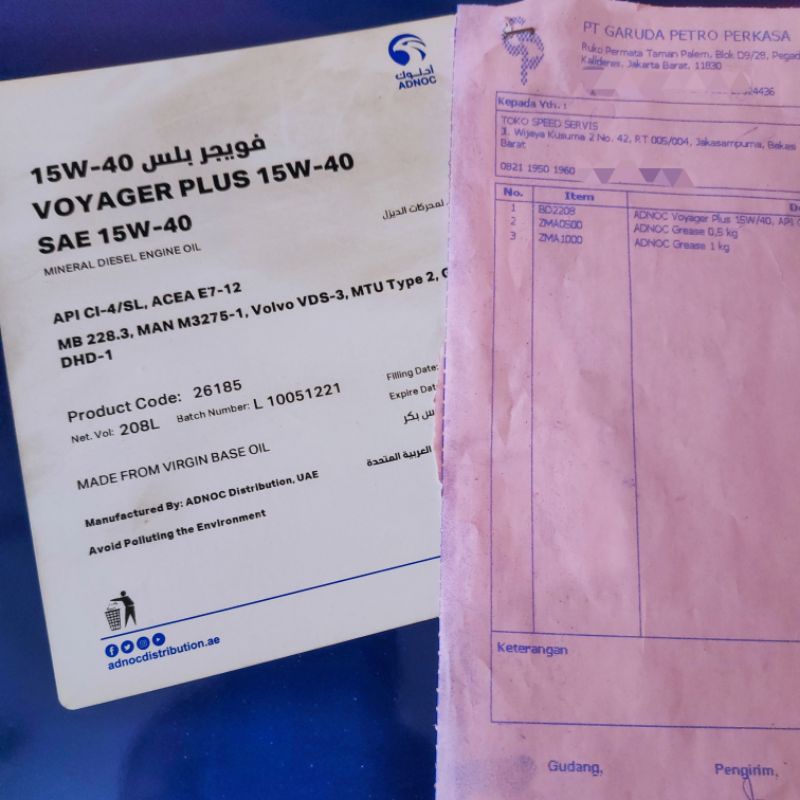 أدنوك
ADNOC
فويجر بلس 15W-40
VOYAGER PLUS 15W-40
SAE 15W-40
لمحركات الديزل
MINERAL DIESEL ENGINE OIL
API CI-4/SL, ACEA E7-12
MB 228.3, MAN M3275-1, Volvo VDS-3, MTU Type 2,
DHD-1
Product Code: 26185
Filling Date:
Net. Vol: 208L Batch Number: L 10051221
Expire Dat
بكر
MADE FROM VIRGIN BASE OIL
العربية المتحدة
Manufactured By: ADNOC Distribution, UAE
Avoid Polluting the Environment
adnocdistribution.ae
PT GARUDA PETRO PERKASA
Ruko Permata Taman Palem, Blok D9/28, Pegad
Kalideres, Jakarta Barat, 11830
24436
Kepada Yth. :
TOKO SPEED SERVIS
Jl. Wijaya Kusuma 2 No. 42, RT 005/004, Jakasampurna, Bekasi
Barat
0821 1950 1960
No. Item De
1 BD2208 ADNOC Voyager Plus 15W/40, API C
2 ZMA0500 ADNOC Grease 0,5 kg
3 ZMA1000 ADNOC Grease 1 kg
Keterangan
Gudang, Pengirim,